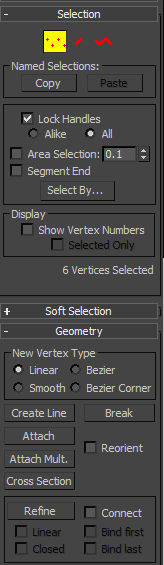 - Selection
Named Selections:
Copy Paste
Lock Handles
Alike All
Area Selection: 0.1
Segment End
Select By...
Display
Show Vertex Numbers
Selected Only
6 Vertices Selected
+ Soft Selection
- Geometry
New Vertex Type
Linear Bezier
Smooth Bezier Corner
Create Line Break
Attach
Reorient
Attach Mult.
Cross Section
Refine Connect
Linear Bind first
Closed Bind last